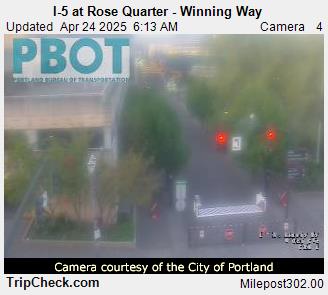 I-5 at Rose Quarter - Winning Way
Updated Apr 24 2025 6:13 AM Camera 4
PBOT
PORTLAND BUREAU OF TRANSPORTATION
Camera courtesy of the City of Portland
TripCheck.com Milepost302.00